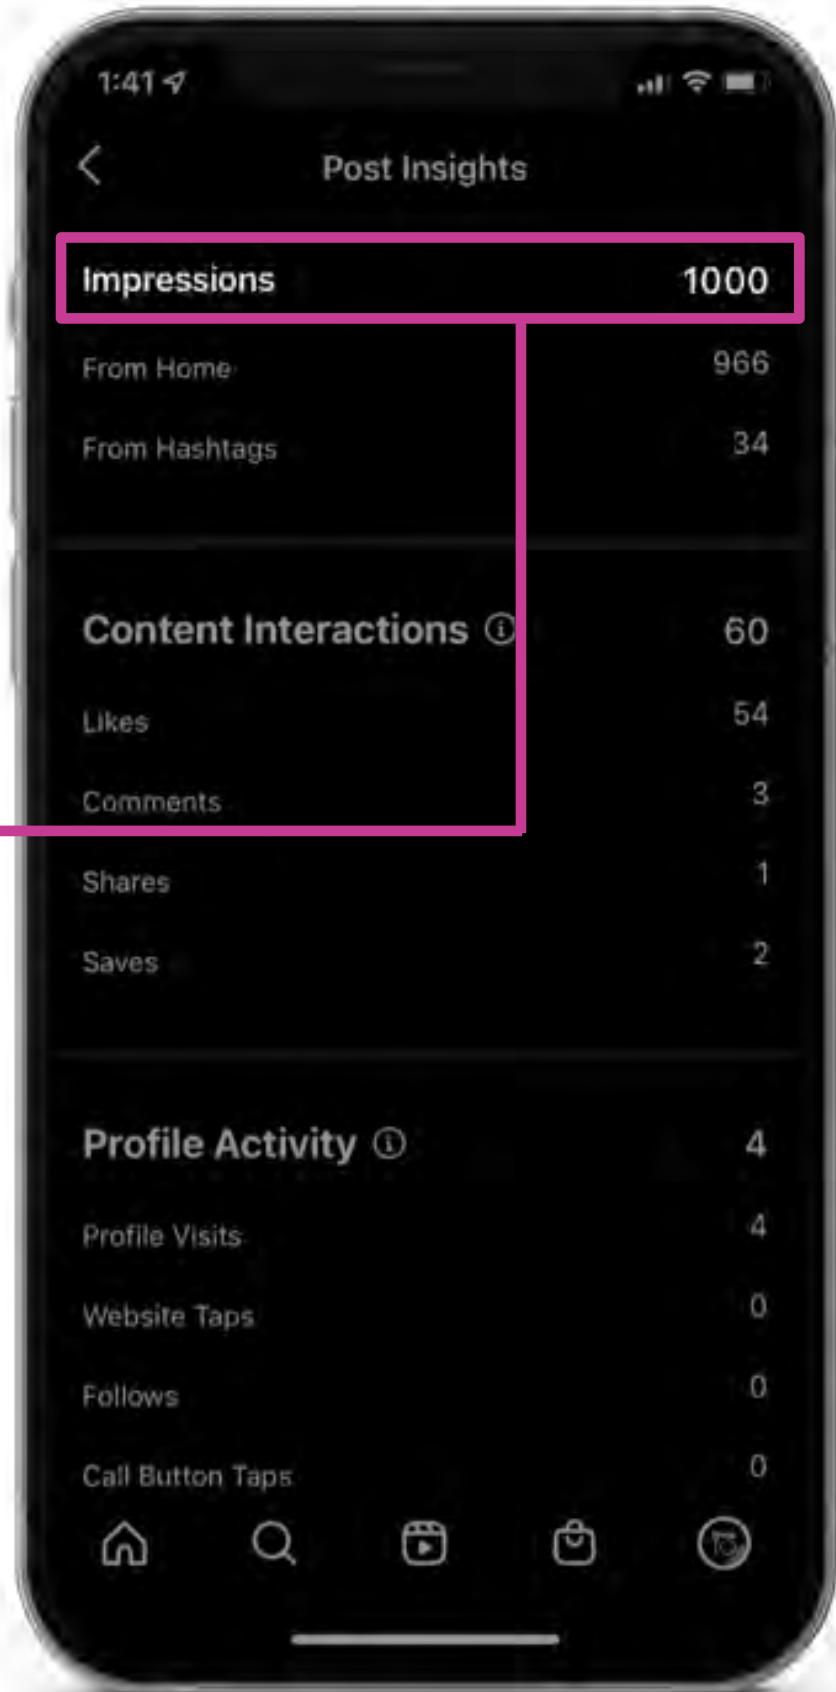 1:41
Post Insights
Impressions 1000
From Home 966
From Hashtags 34
Content Interactions 60
Likes 54
Comments 3
Shares 1
Saves 2
Profile Activity 4
Profile Visits 4
Website Taps 0
Follows 0
Call Button Taps 0